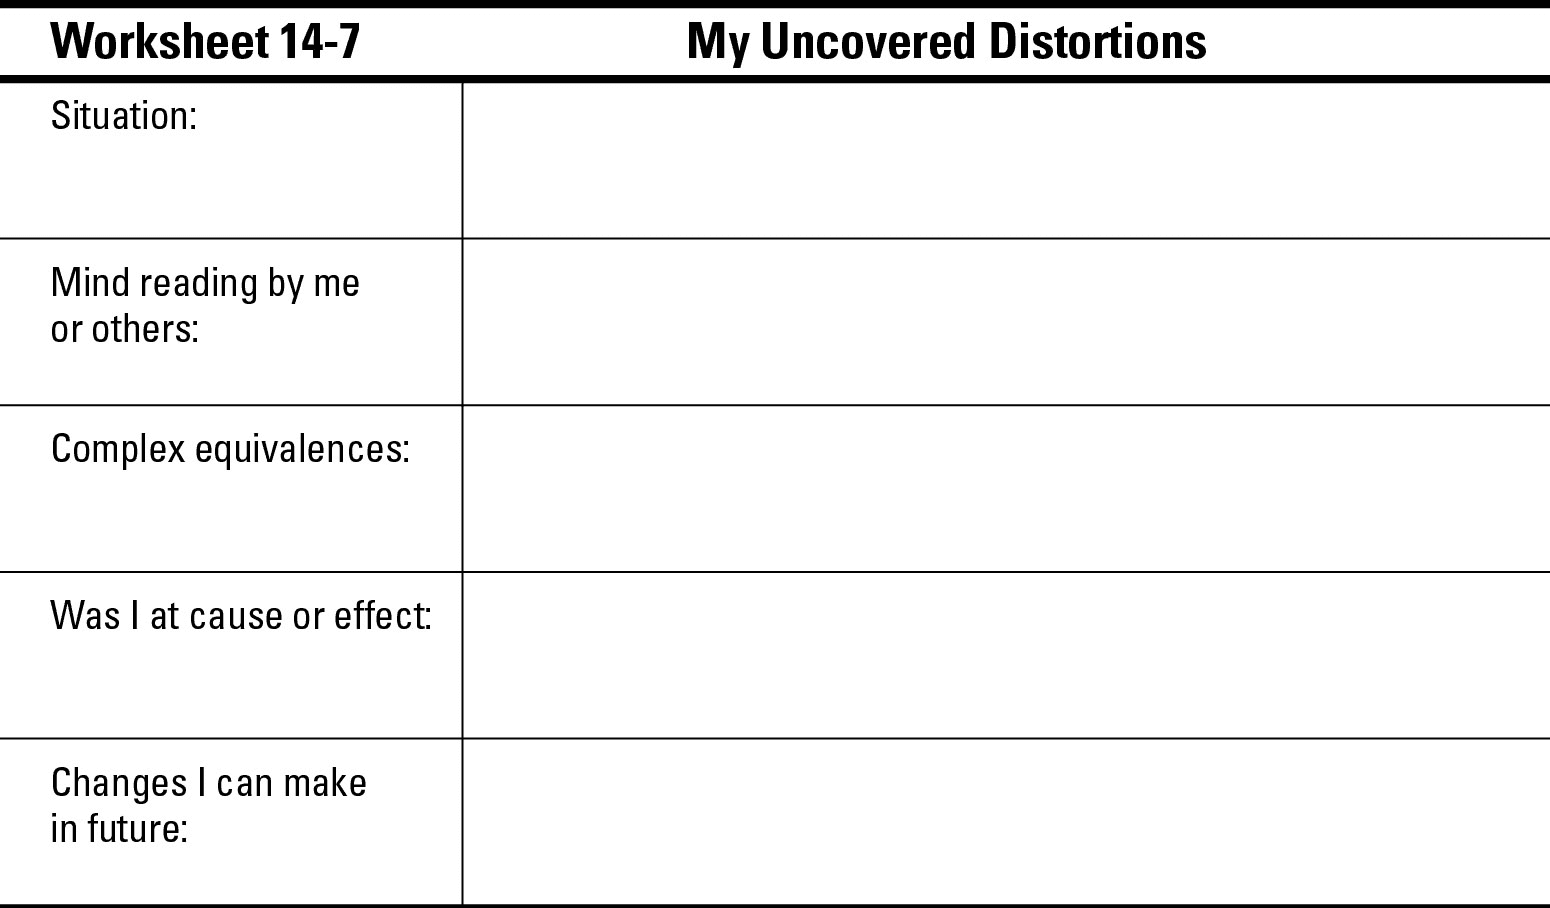 Worksheet 14-7 My Uncovered Distortions
Situation:
Mind reading by me
or others:
Complex equivalences:
Was I at cause or effect:
Changes I can make
in future: